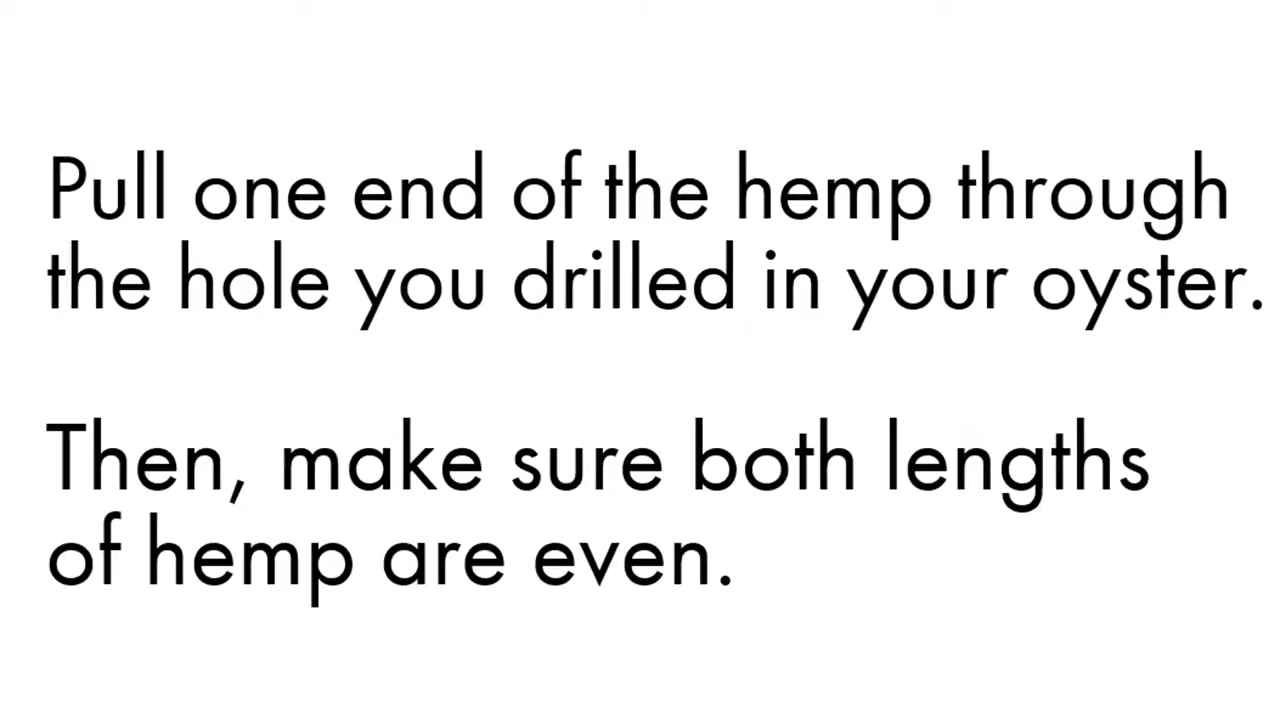 Pull one end of the hemp through
the hole you drilled in your oyster.
Then, make sure both lengths
of hemp are even.